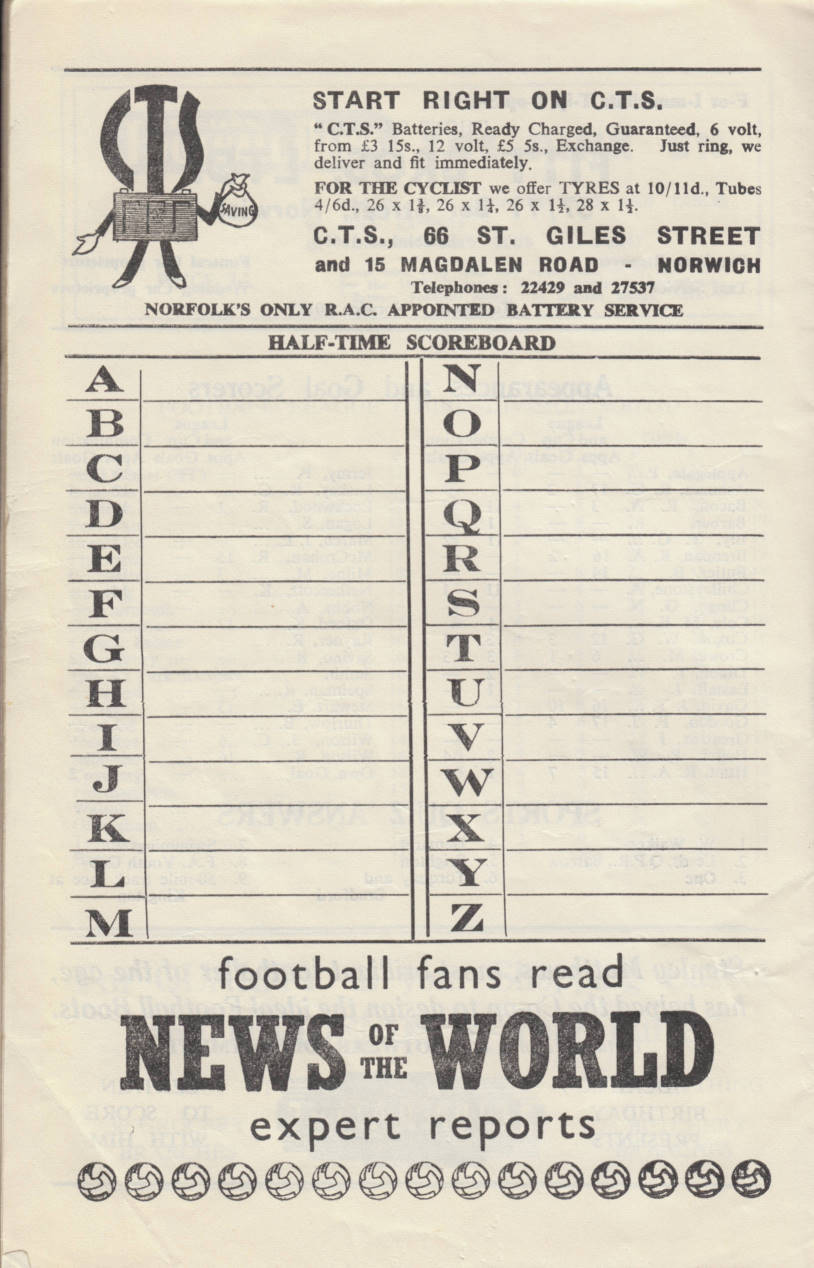 CTS
SAVING
START RIGHT ON C.T.S.
“C.T.S.” Batteries, Ready Charged, Guaranteed, 6 volt,
from £3 15s., 12 volt, £5 5s., Exchange. Just ring, we
deliver and fit immediately.
FOR THE CYCLIST we offer TYRES at 10/11d., Tubes
4/6d., 26 x 1⅜, 26 x 1¼, 26 x 1½, 28 x 1½.
C.T.S., 66 ST. GILES STREET
and 15 MAGDALEN ROAD - NORWICH
Telephones: 22429 and 27537
NORFOLK'S ONLY R.A.C. APPOINTED BATTERY SERVICE
HALF-TIME SCOREBOARD
A
B
C
D
E
F
G
H
I
J
K
L
M
N
O
P
Q
R
S
T
U
V
W
X
Y
Z
football fans read
NEWS OF THE WORLD
expert reports